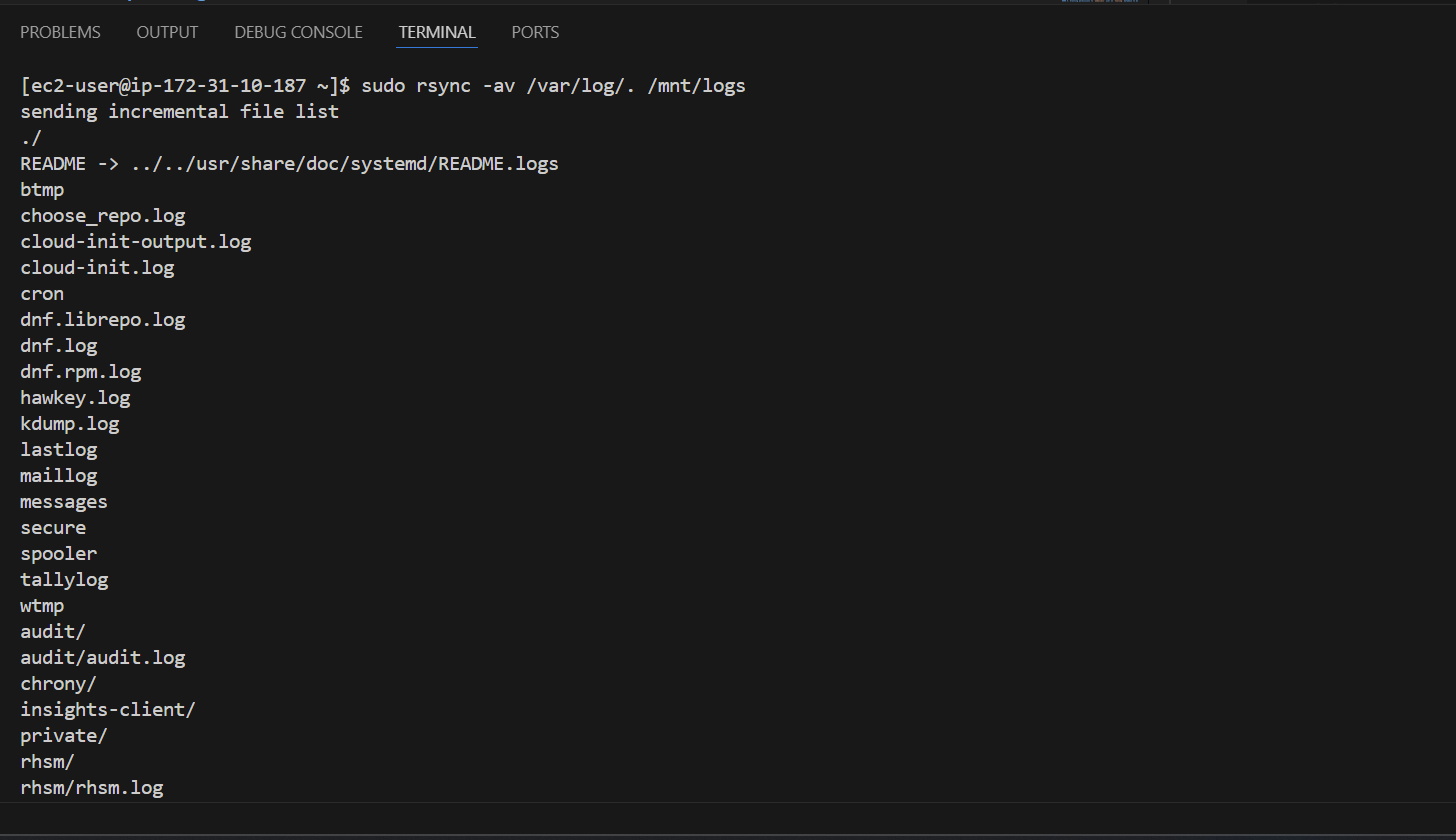 PROBLEMS OUTPUT DEBUG CONSOLE TERMINAL PORTS
[ec2-user@ip-172-31-10-187 ~]$ sudo rsync -av /var/log/. /mnt/logs
sending incremental file list
./
README -> ../../usr/share/doc/systemd/README.logs
btmp
choose_repo.log
cloud-init-output.log
cloud-init.log
cron
dnf.librepo.log
dnf.log
dnf.rpm.log
hawkey.log
kdump.log
lastlog
maillog
messages
secure
spooler
tallylog
wtmp
audit/
audit/audit.log
chrony/
insights-client/
private/
rhsm/
rhsm/rhsm.log